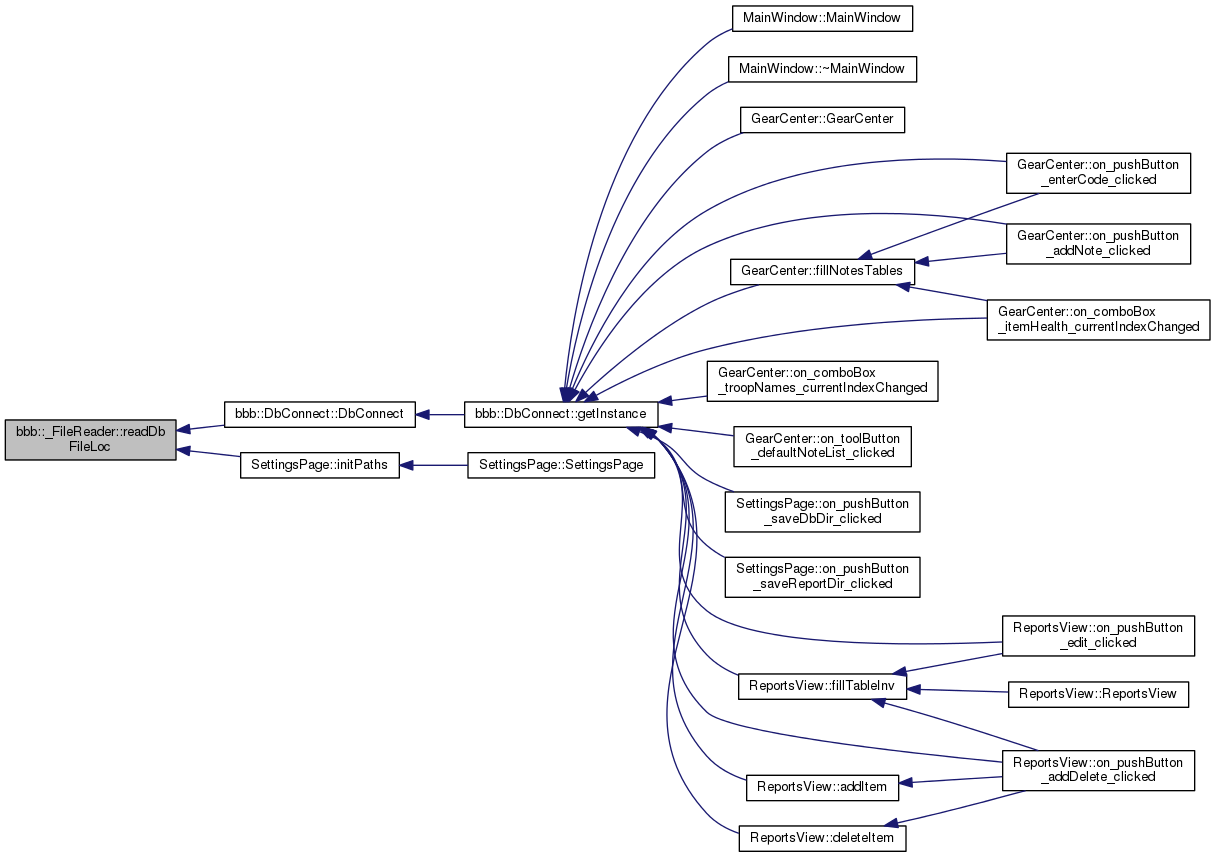 MainWindow::MainWindow
MainWindow::~MainWindow
GearCenter::GearCenter
GearCenter::on_pushButton
_enterCode_clicked
GearCenter::on_pushButton
_addNote_clicked
GearCenter::fillNotesTables
GearCenter::on_comboBox
_itemHealth_currentIndexChanged
GearCenter::on_comboBox
_troopNames_currentIndexChanged
bbb::_FileReader::readDb
FileLoc
bbb::DbConnect::DbConnect
bbb::DbConnect::getInstance
GearCenter::on_toolButton
_defaultNoteList_clicked
SettingsPage::initPaths
SettingsPage::SettingsPage
SettingsPage::on_pushButton
_saveDbDir_clicked
SettingsPage::on_pushButton
_saveReportDir_clicked
ReportsView::on_pushButton
_edit_clicked
ReportsView::fillTableInv
ReportsView::ReportsView
ReportsView::on_pushButton
_addDelete_clicked
ReportsView::addItem
ReportsView::deleteItem